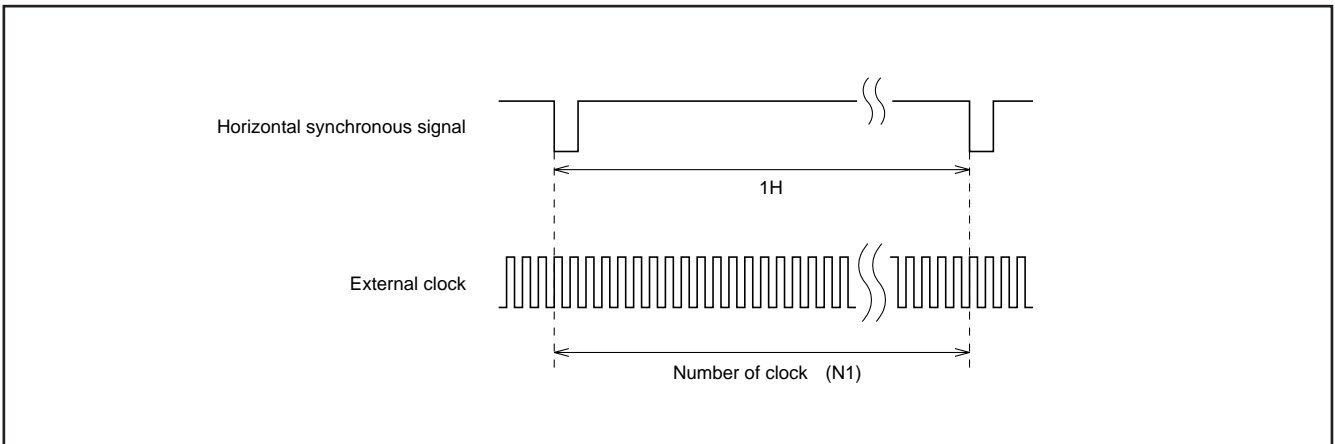 Horizontal synchronous signal
1H
External clock
Number of clock (N1)